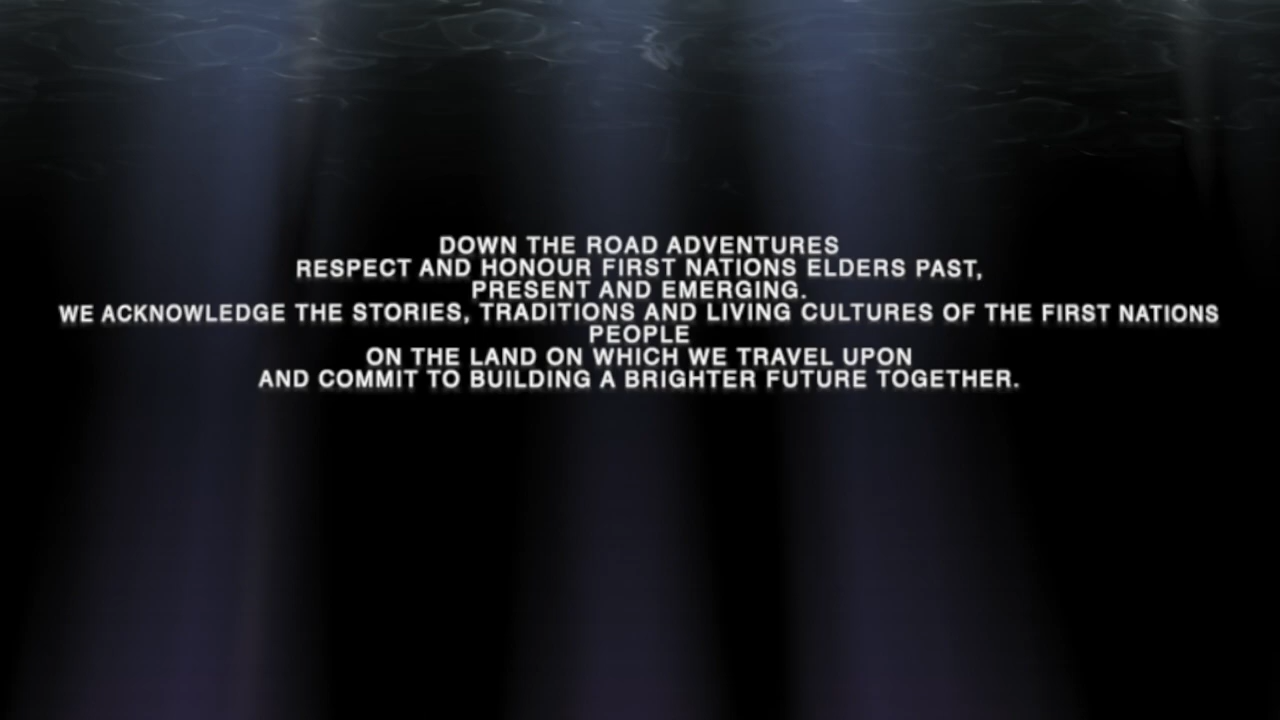 DOWN THE ROAD ADVENTURES
RESPECT AND HONOUR FIRST NATIONS ELDERS PAST,
PRESENT AND EMERGING.
WE ACKNOWLEDGE THE STORIES, TRADITIONS AND LIVING CULTURES OF THE FIRST NATIONS
PEOPLE
ON THE LAND ON WHICH WE TRAVEL UPON
AND COMMIT TO BUILDING A BRIGHTER FUTURE TOGETHER.